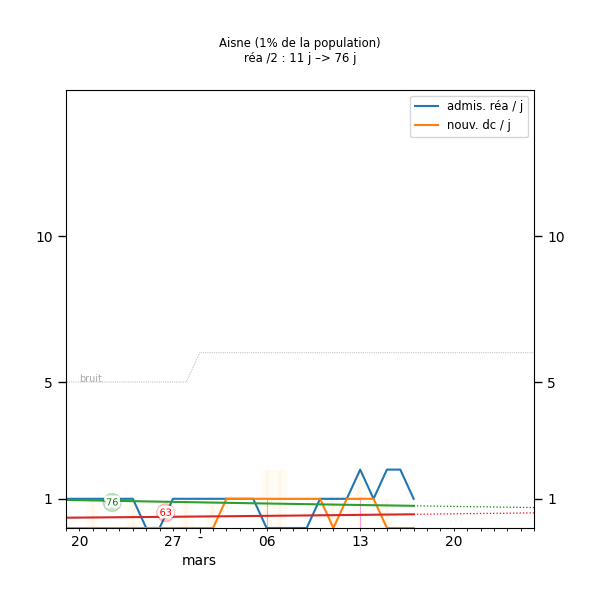 Aisne (1% de la population)
réa /2 : 11 j –> 76 j
admis. réa / j
nouv. dc / j
10
10
bruit
5
5
76
63
1
1
20
27
-
06
13
20
mars